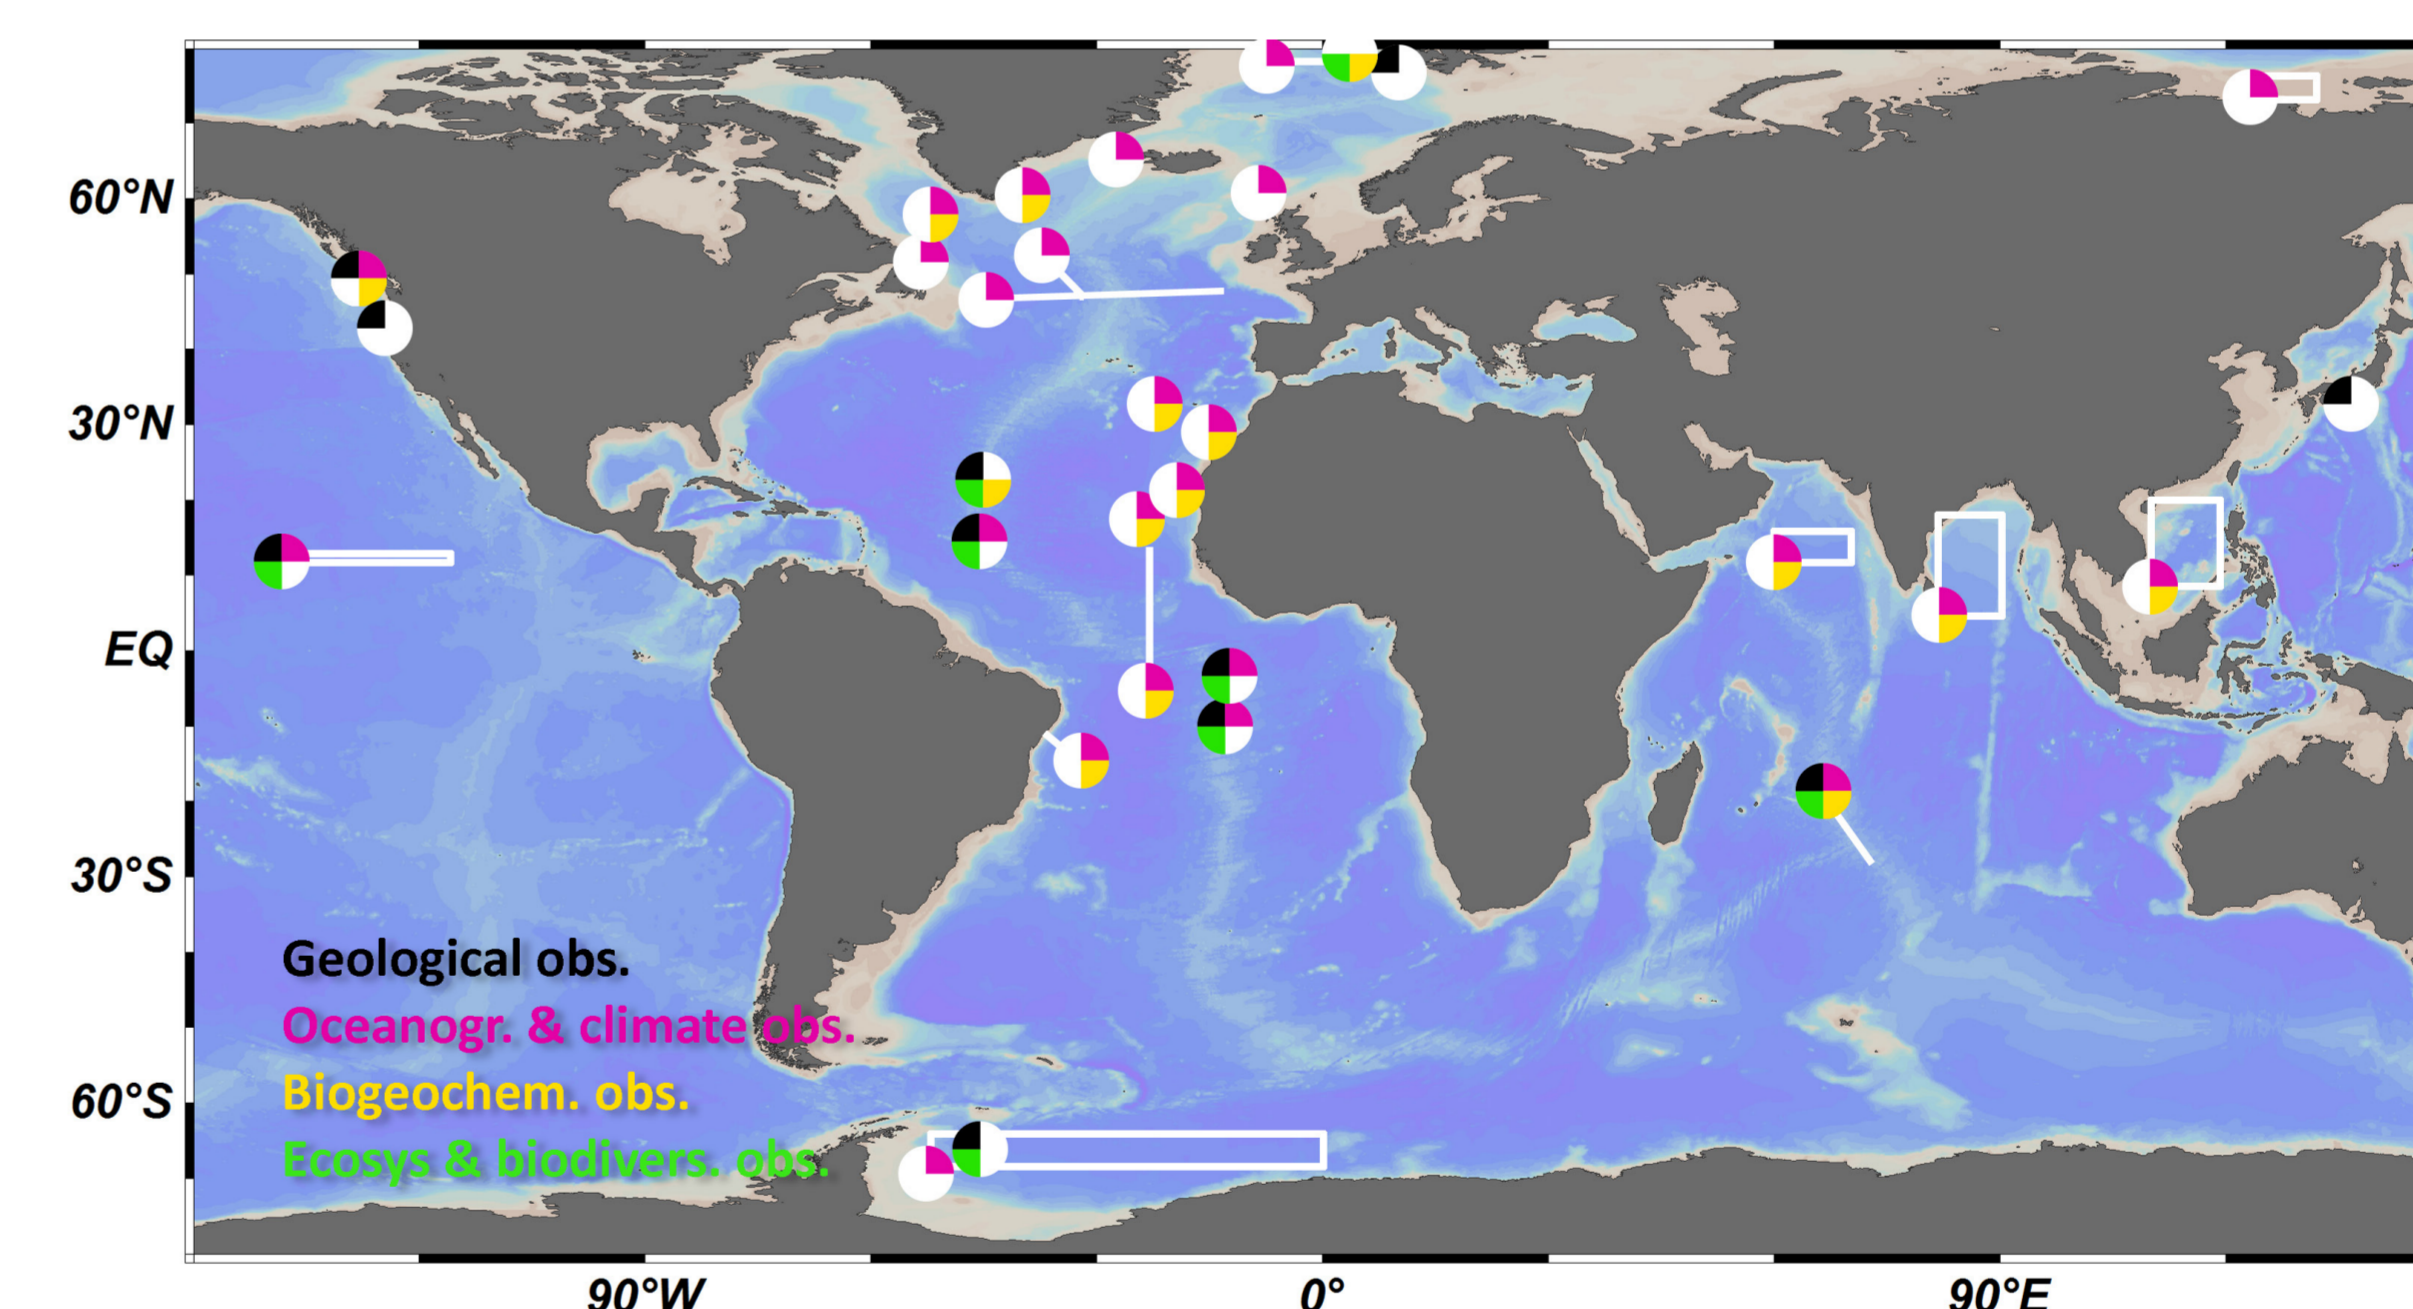 60°N
30°N
EQ
30°S
60°S
Geological obs.
Oceanogr. & climate obs.
Biogeochem. obs.
Ecosys & biodivers. obs.
90°W
0°
90°E